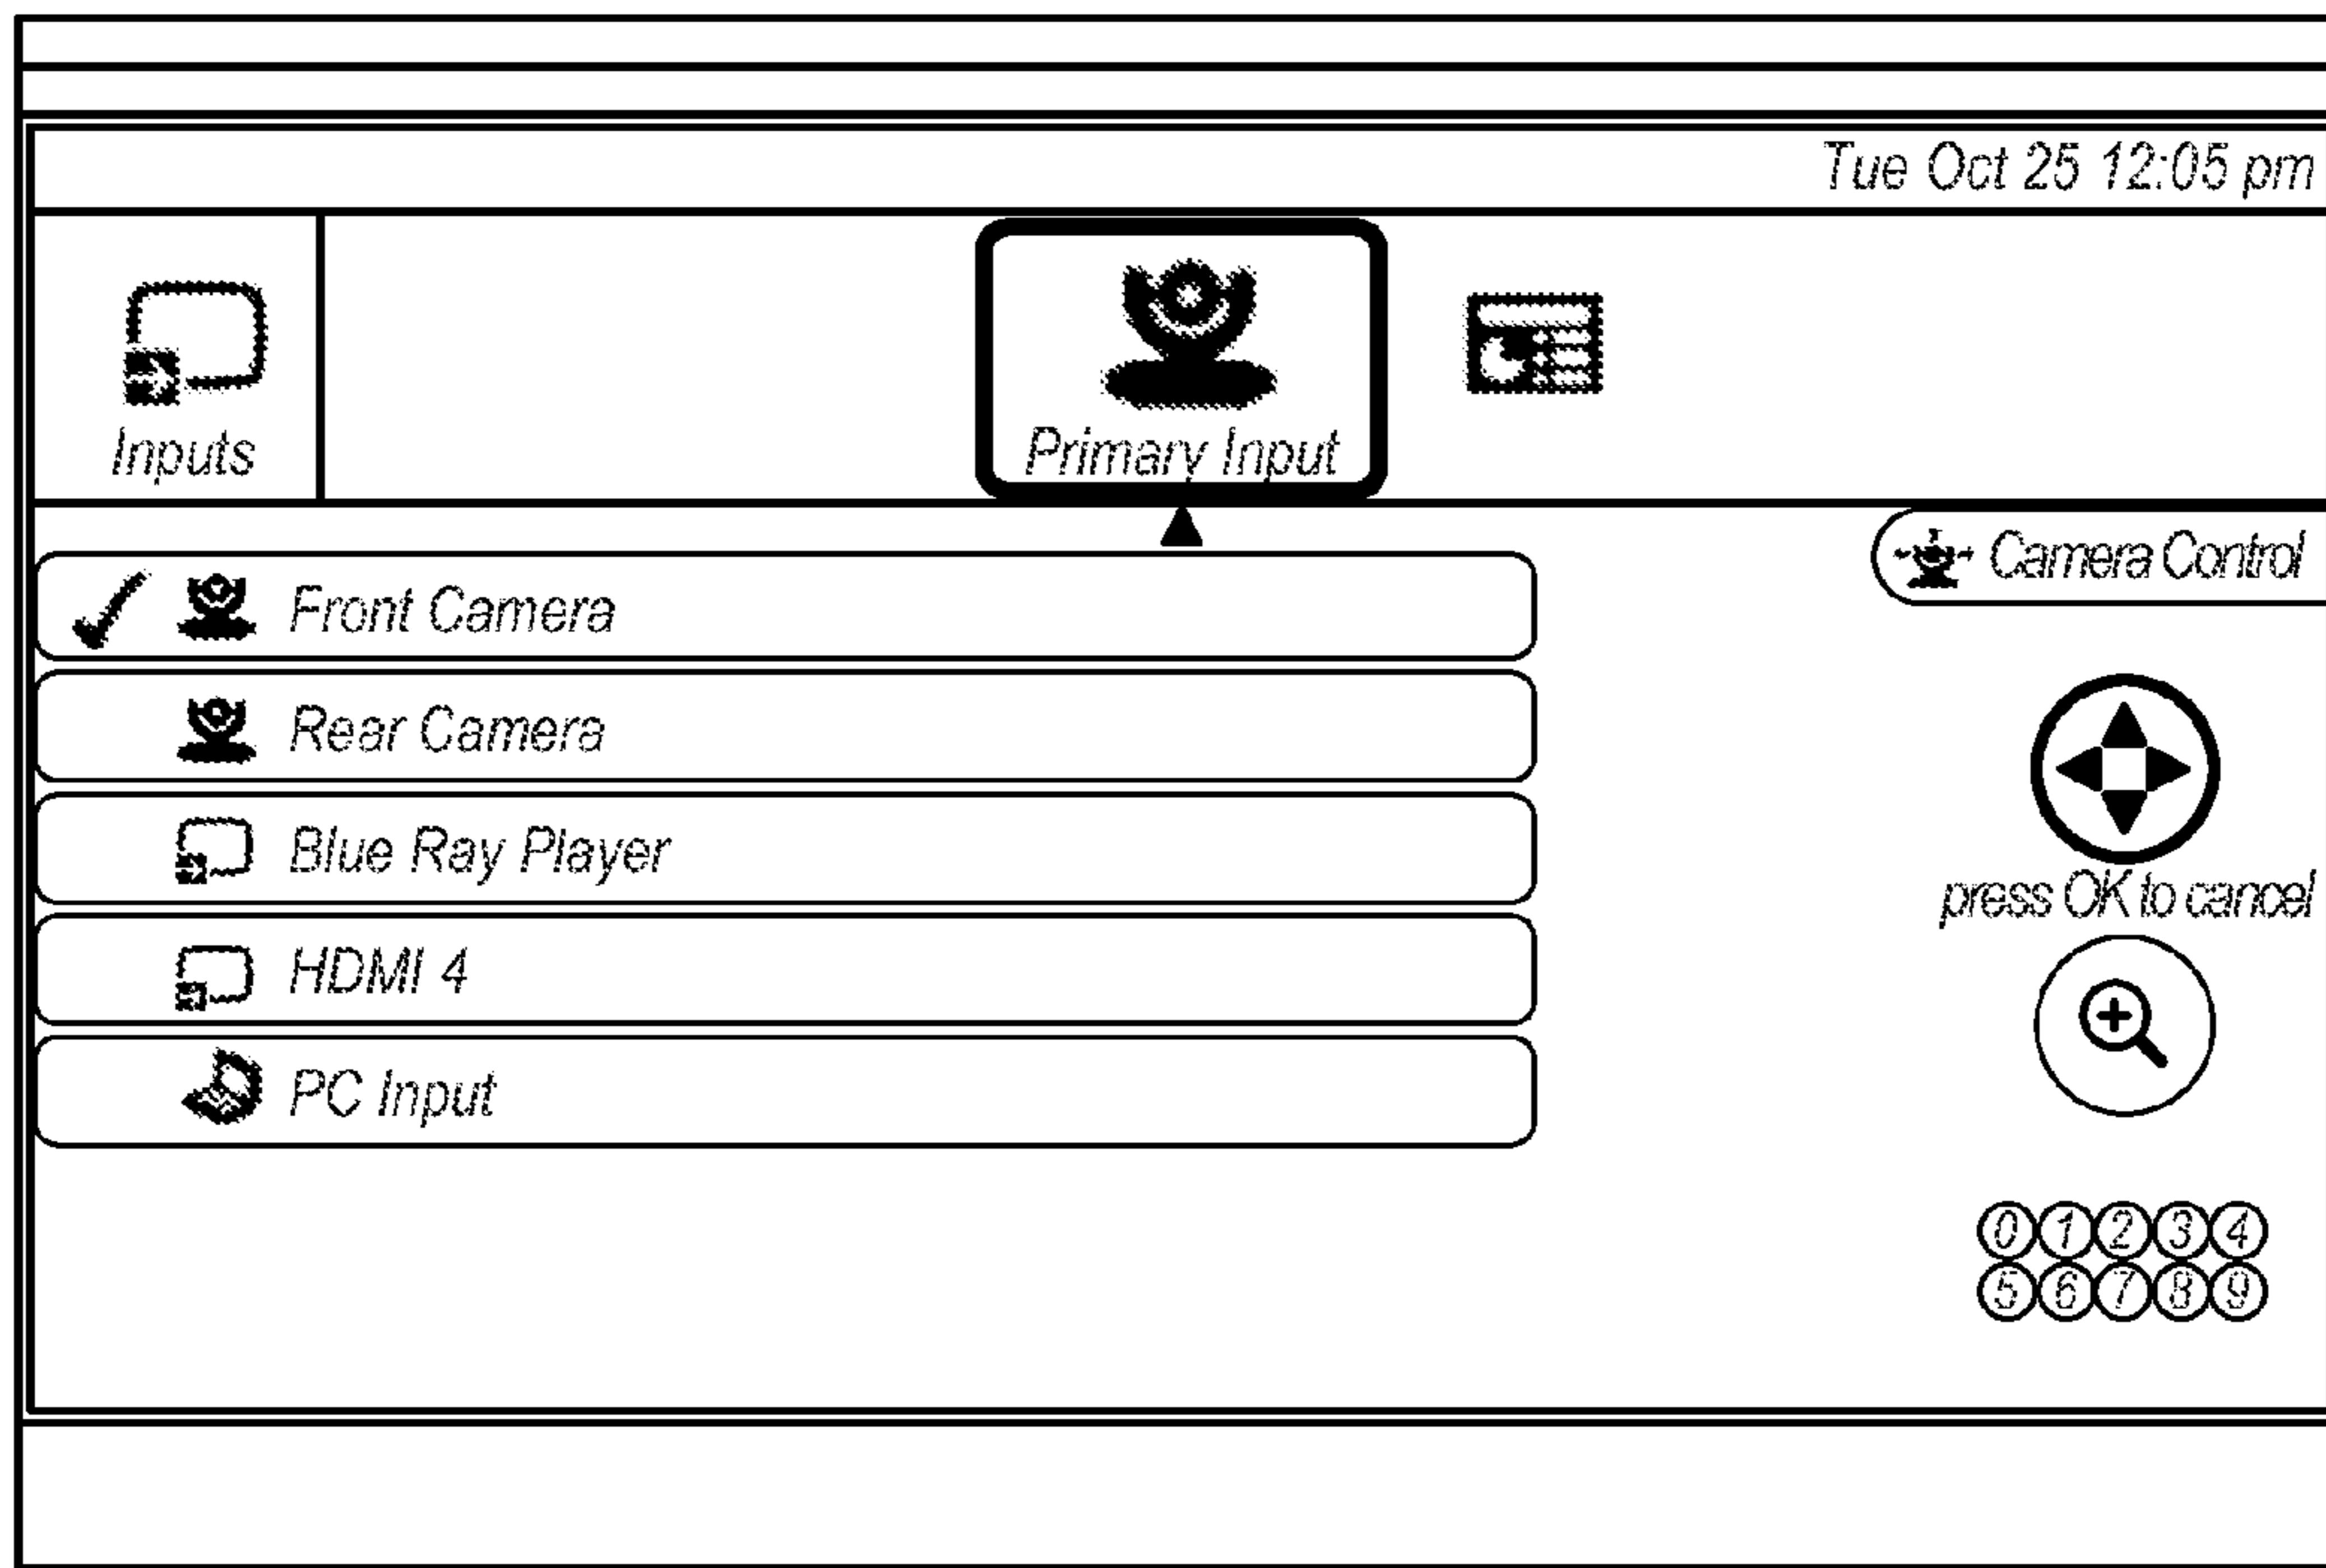 Tue Oct 25 12:05 pm
Inputs
Primary Input
Camera Control
Front Camera
Rear Camera
Blue Ray Player
HDMI 4
PC Input
press OK to cancel
0 1 2 3 4
5 6 7 8 9